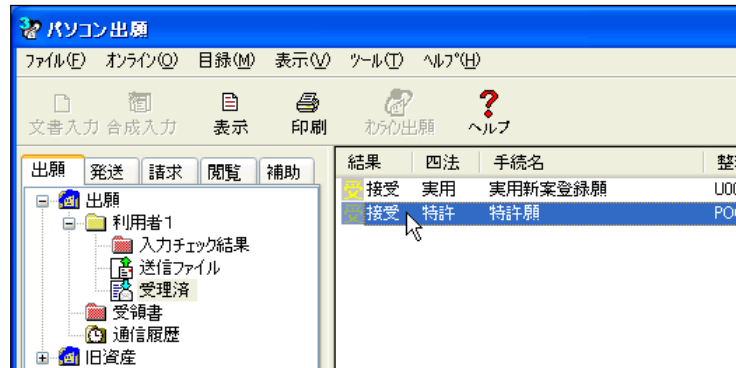 パソコン出願
ファイル(F) オンライン(O) 目録(M) 表示(V) ツール(T) ヘルプ(H)
文書入力 合成入力 表示 印刷 オンライン出願 ヘルプ
出願 発送 請求 閲覧 補助
出願
利用者1
入力チェック結果
送信ファイル
受理済
受領書
通信履歴
旧資産
結果 四法 手続名
受 接受 実用 実用新案登録願
受 接受 特許 特許願